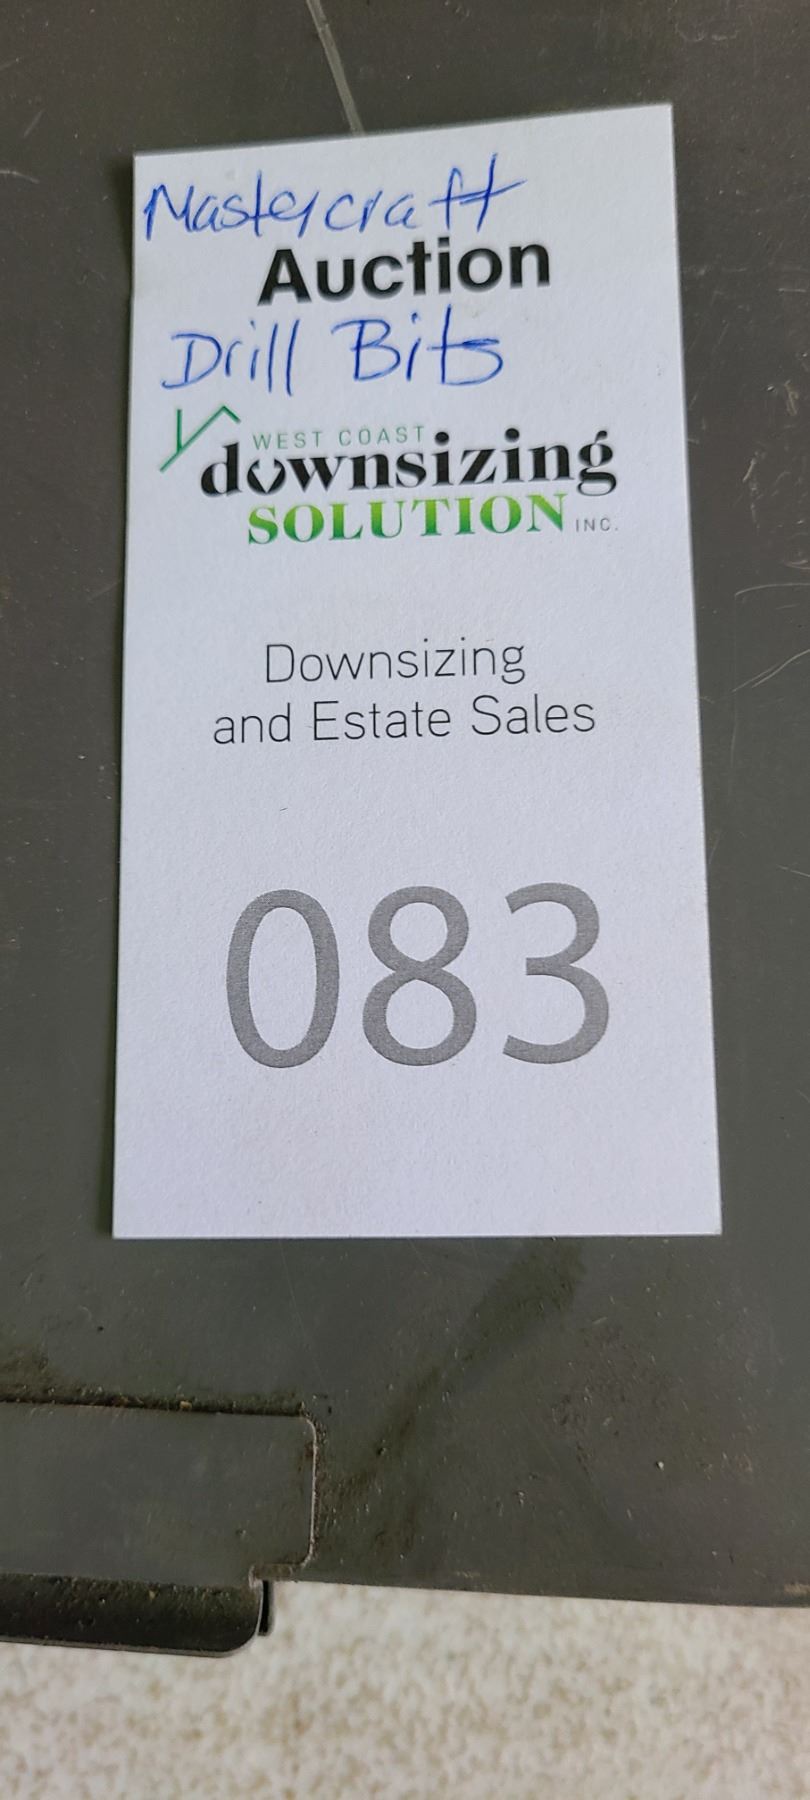 Mastercraft
Auction
Drill Bits
WEST COAST
downsizing
SOLUTION INC.
Downsizing
and Estate Sales
083